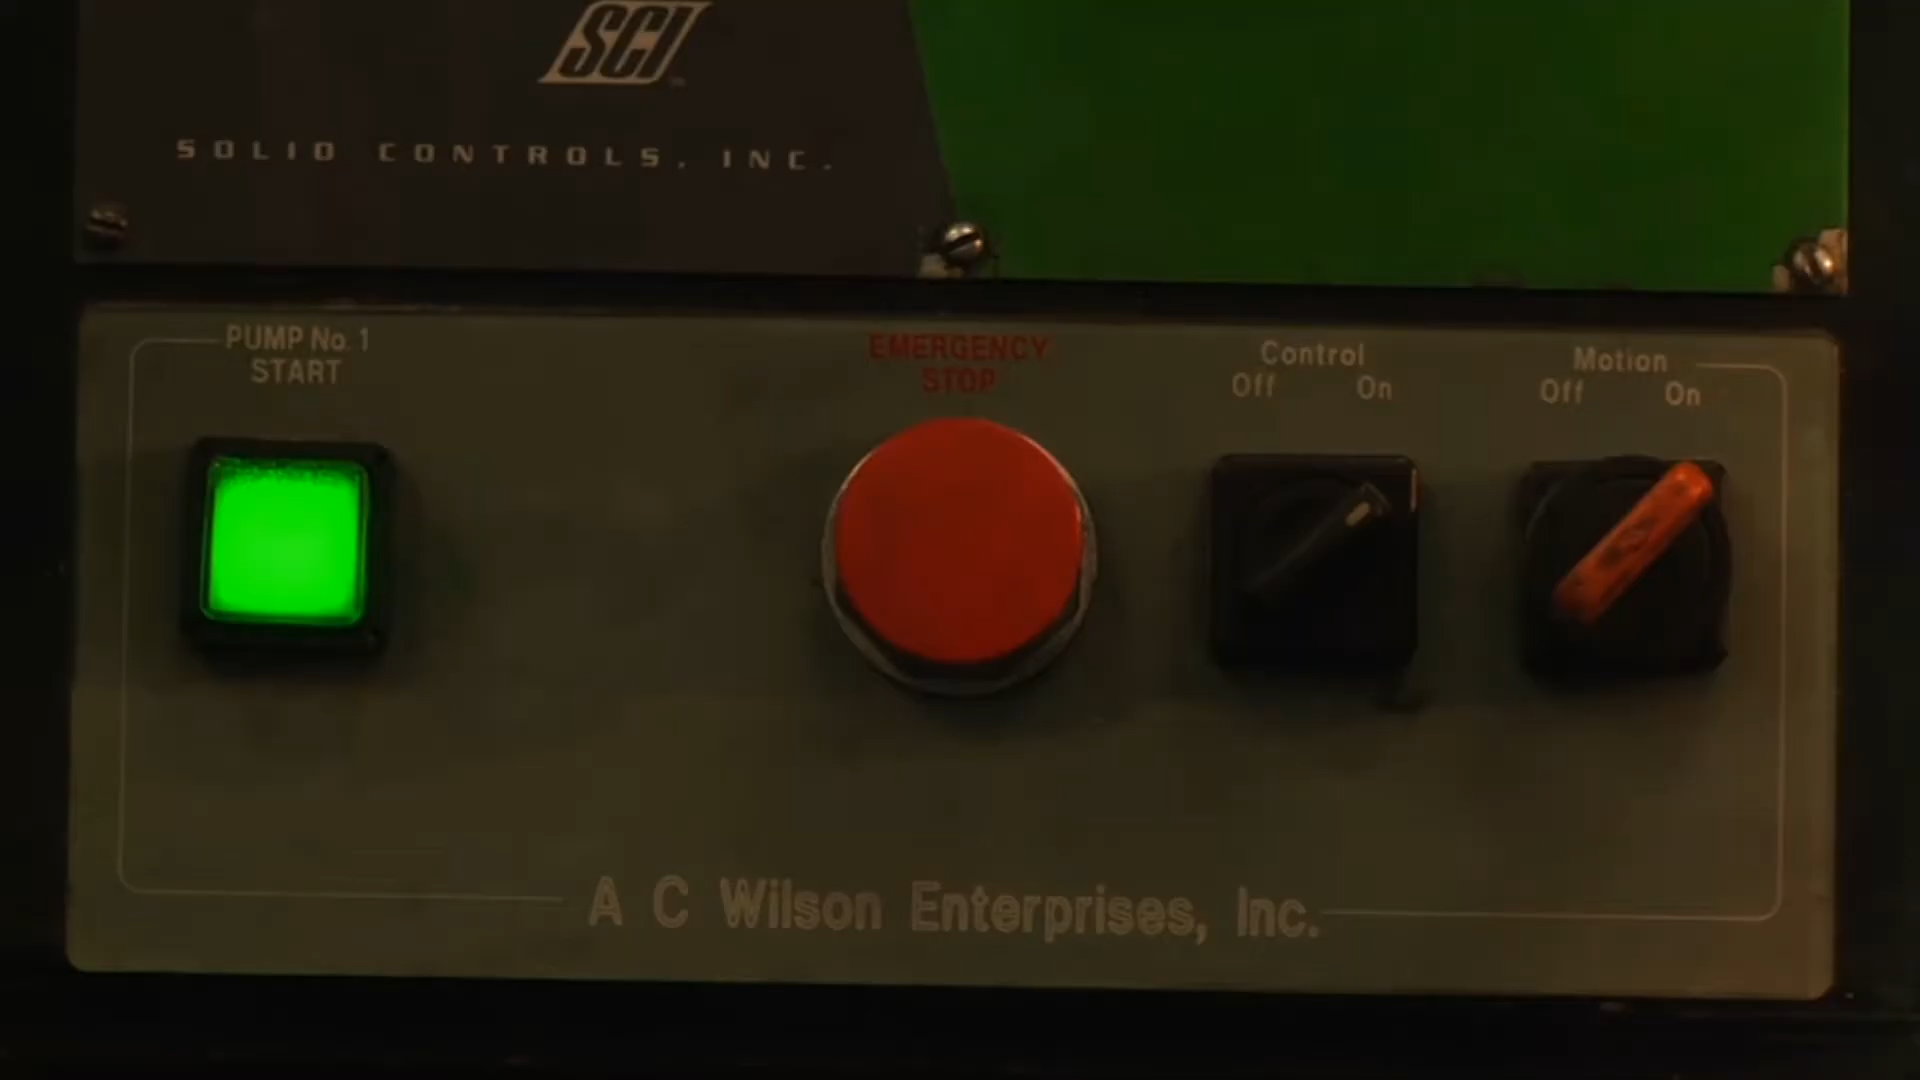 SCI
SOLID CONTROLS, INC.
PUMP No. 1
START
EMERGENCY
STOP
Control
Off On
Motion
Off On
A C Wilson Enterprises, Inc.